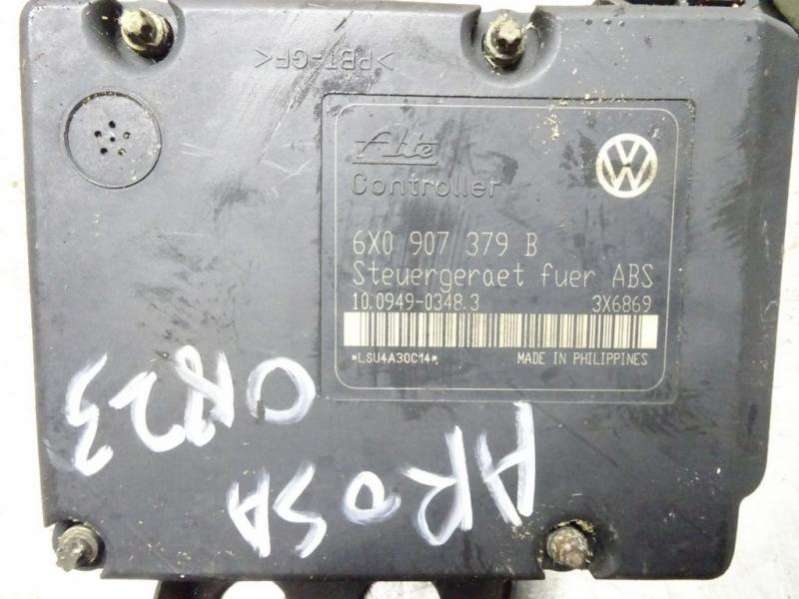 >PBT-GF<
Ate
Controller
6X0 907 379 B
Steuergeraet fuer ABS
10.0949-0348.3 3X6869
*LSU4A30C14* MADE IN PHILIPPINES
AROSA